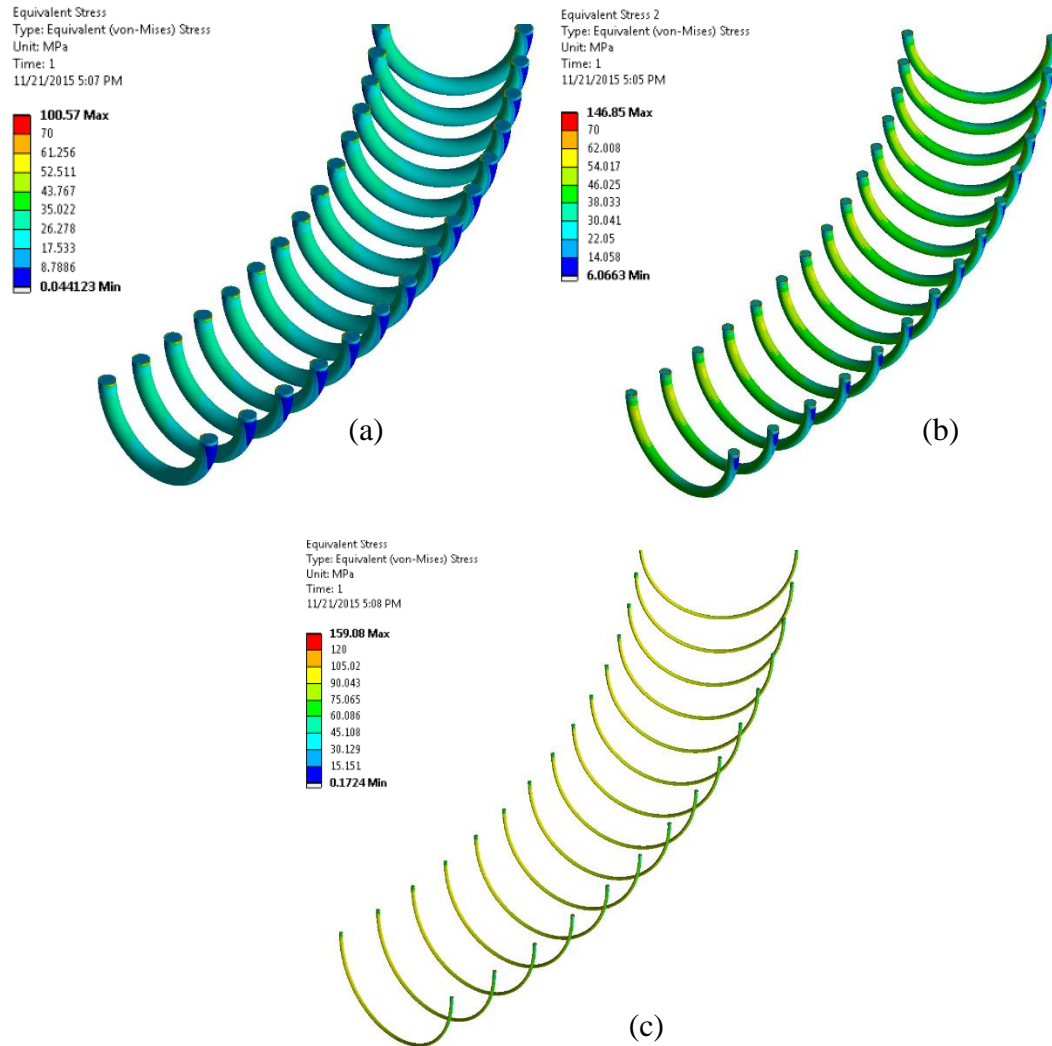 Equivalent Stress
Type: Equivalent (von-Mises) Stress
Unit: MPa
Time: 1
11/21/2015 5:07 PM
100.57 Max
70
61.256
52.511
43.767
35.022
26.278
17.533
8.7886
0.044123 Min
(a)
Equivalent Stress 2
Type: Equivalent (von-Mises) Stress
Unit: MPa
Time: 1
11/21/2015 5:05 PM
146.85 Max
70
62.008
54.017
46.025
38.033
30.041
22.05
14.058
6.0663 Min
(b)
Equivalent Stress
Type: Equivalent (von-Mises) Stress
Unit: MPa
Time: 1
11/21/2015 5:08 PM
159.08 Max
120
105.02
90.043
75.065
60.086
45.108
30.129
15.151
0.1724 Min
(c)